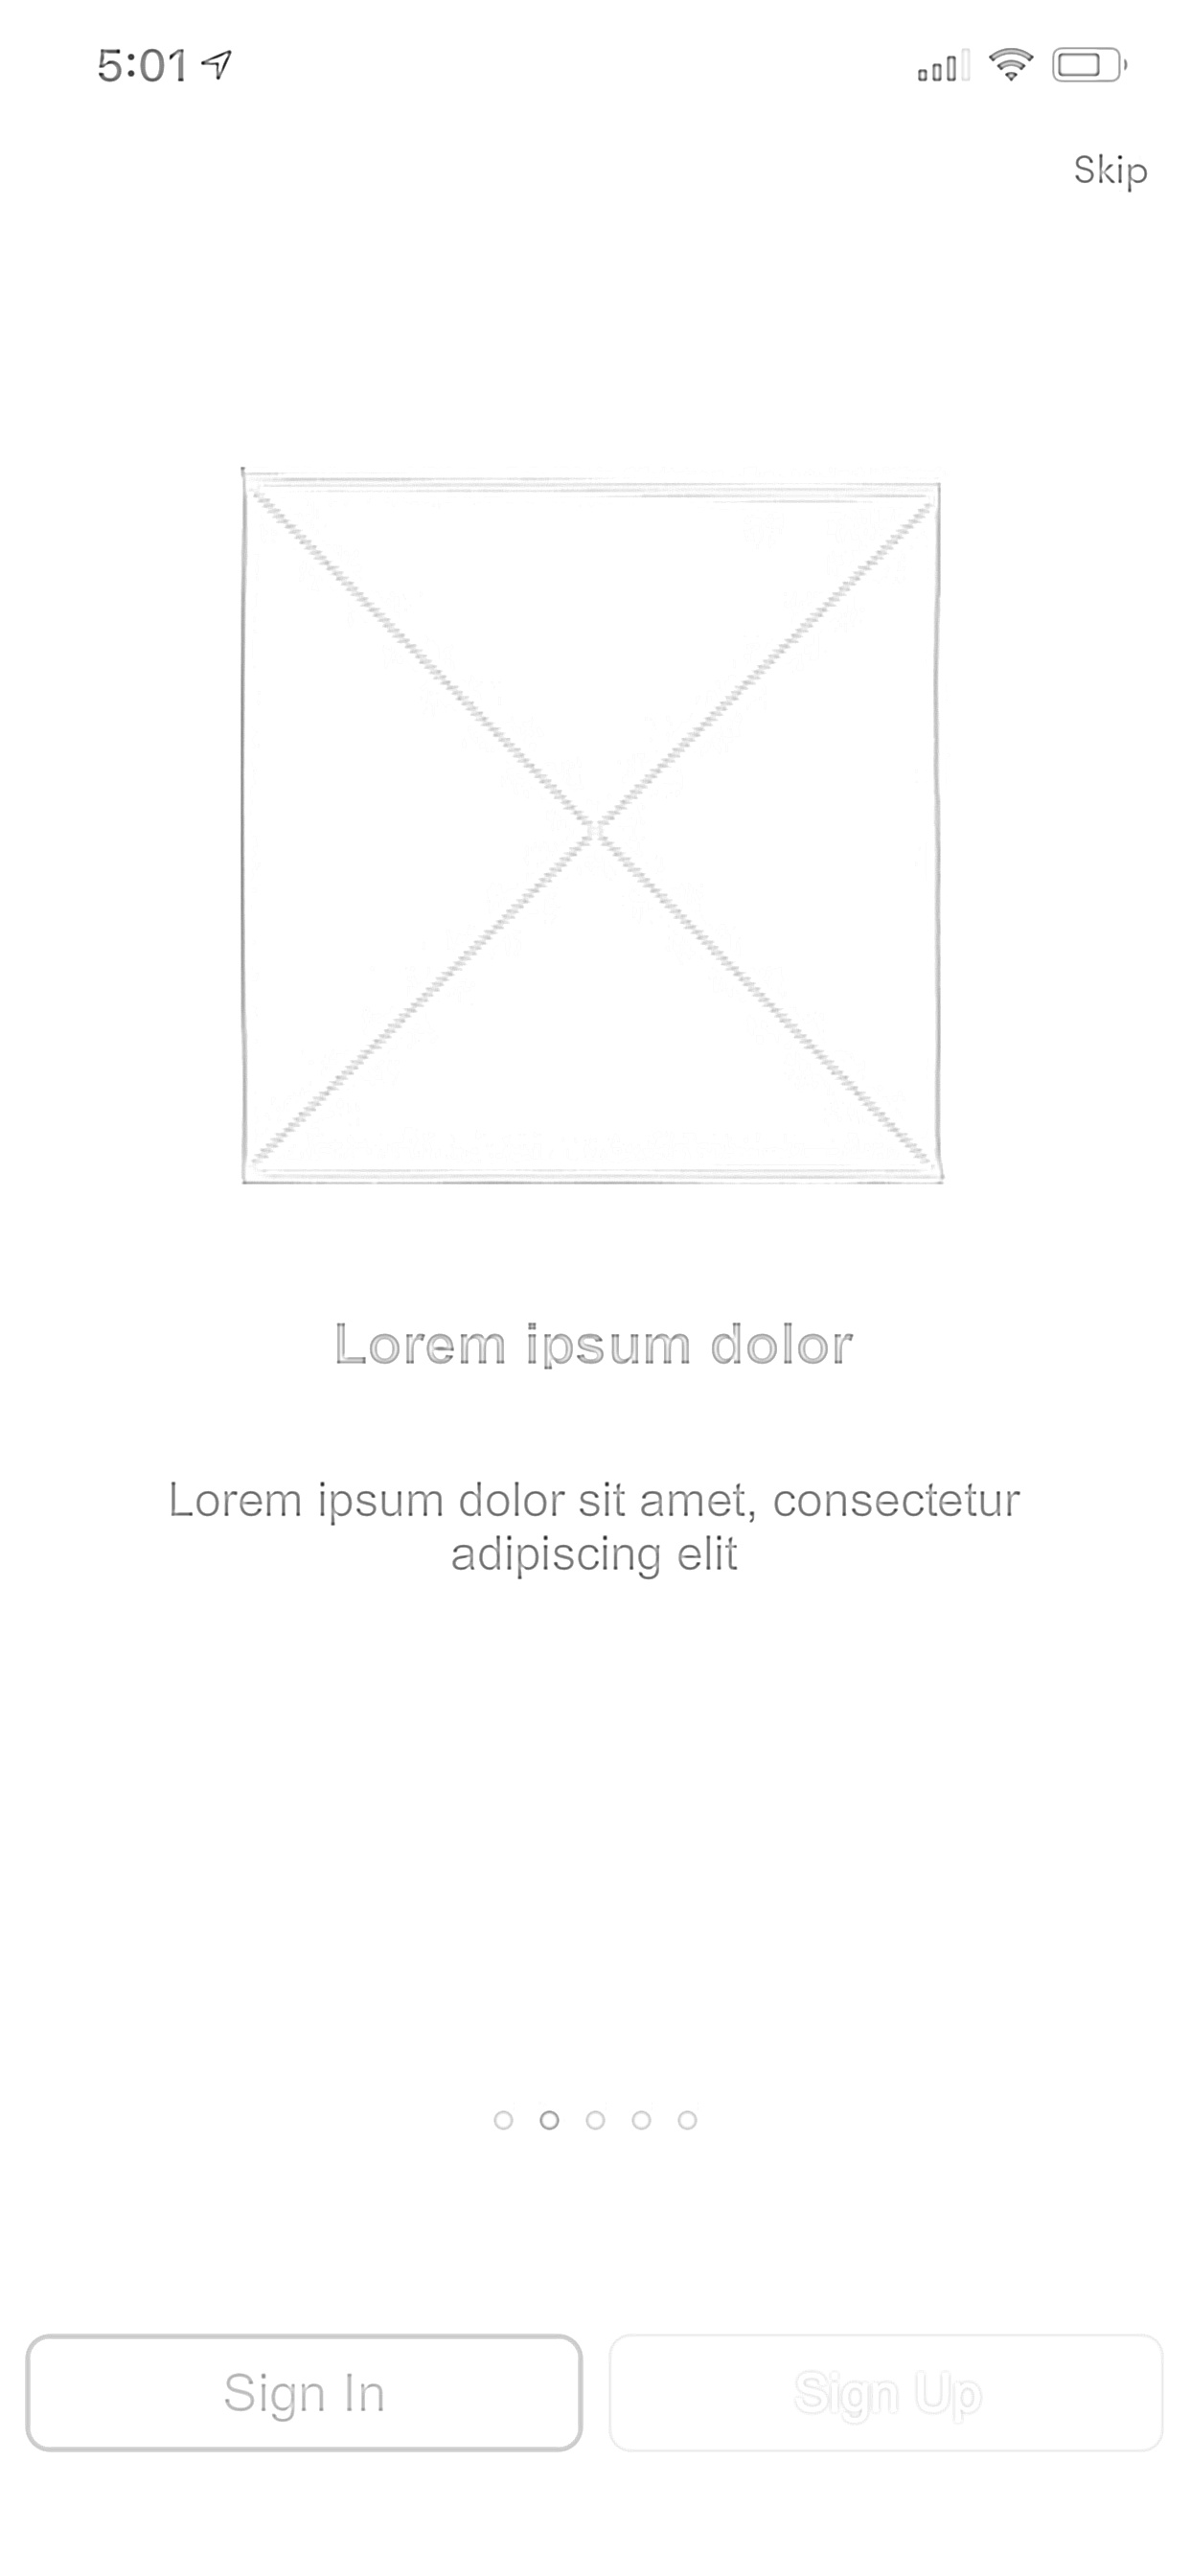 5:01
Skip
Lorem ipsum dolor
Lorem ipsum dolor sit amet, consectetur
adipiscing elit
Sign In
Sign Up